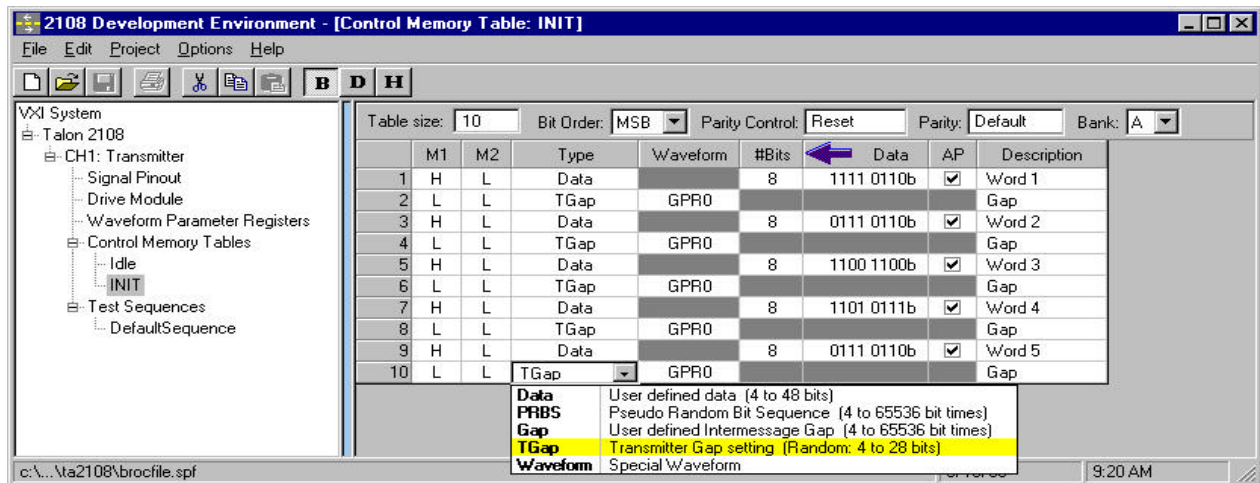 2108 Development Environment - [Control Memory Table: INIT]
File Edit Project Options Help
B D H
VXI System
Talon 2108
CH1: Transmitter
Signal Pinout
Drive Module
Waveform Parameter Registers
Control Memory Tables
Idle
INIT
Test Sequences
DefaultSequence
Table size: 10 Bit Order: MSB Parity Control: Reset Parity: Default Bank: A
M1 M2 Type Waveform #Bits Data AP Description
1 H L Data 8 1111 0110b Word 1
2 L L TGap GPR0 Gap
3 H L Data 8 0111 0110b Word 2
4 L L TGap GPR0 Gap
5 H L Data 8 1100 1100b Word 3
6 L L TGap GPR0 Gap
7 H L Data 8 1101 0111b Word 4
8 L L TGap GPR0 Gap
9 H L Data 8 0111 0110b Word 5
10 L L TGap GPR0 Gap
Data User defined data (4 to 48 bits)
PRBS Pseudo Random Bit Sequence (4 to 65536 bit times)
Gap User defined Intermessage Gap (4 to 65536 bit times)
TGap Transmitter Gap setting (Random: 4 to 28 bits)
Waveform Special Waveform
c:\...\ta2108\brocfile.spf 9:20 AM